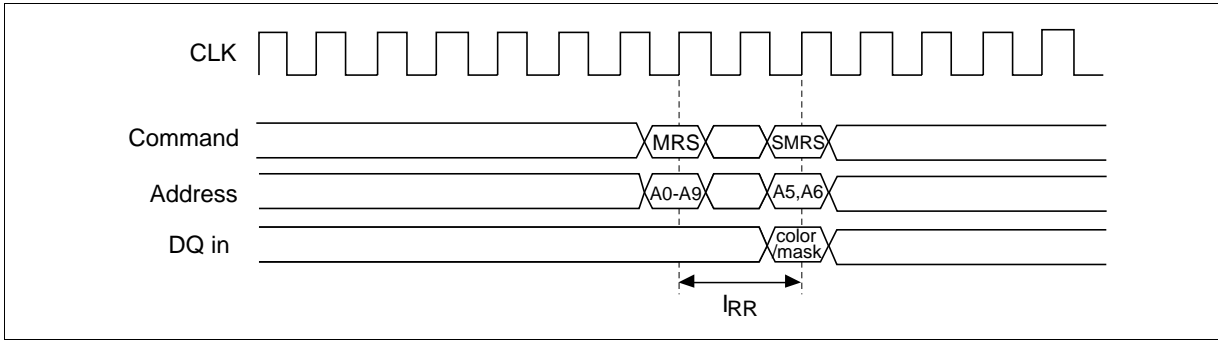 CLK
Command MRS SMRS
Address A0-A9 A5,A6
DQ in color
/mask
IRR